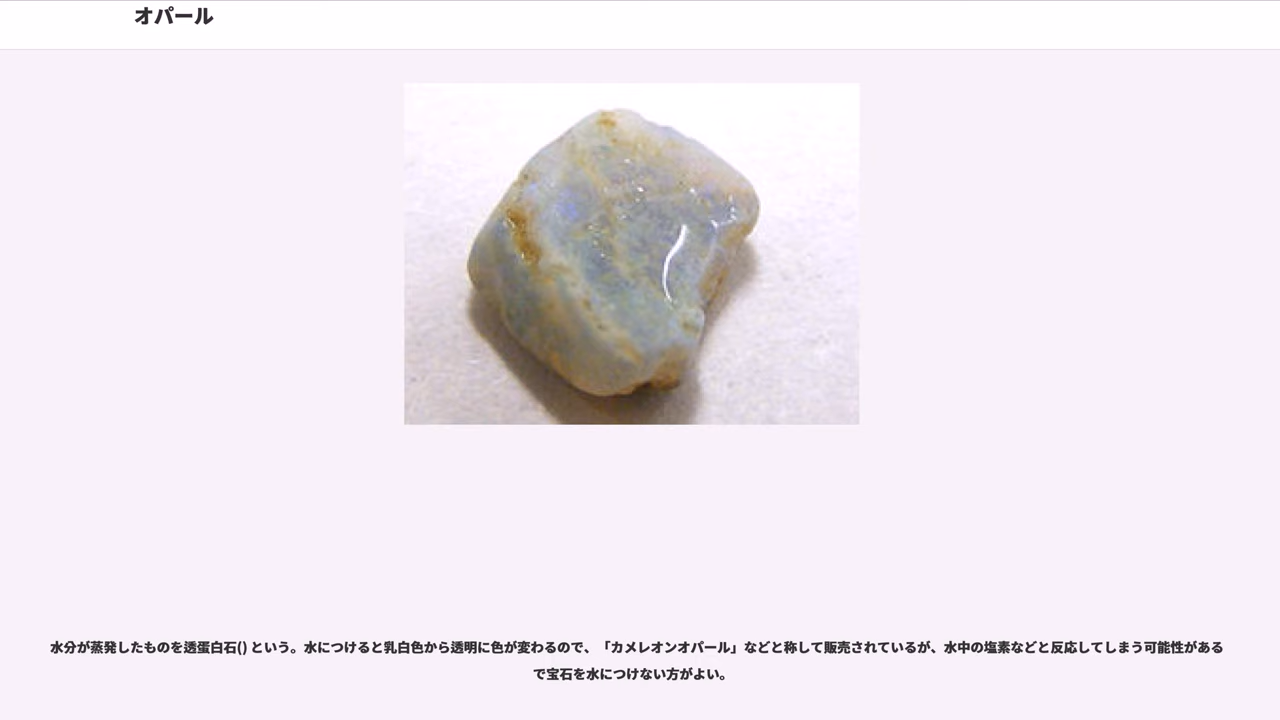 オパール
水分が蒸発したものを透蛋白石() という。水につけると乳白色から透明に色が変わるので、「カメレオンオパール」などと称して販売されているが、水中の塩素などと反応してしまう可能性がある
で宝石を水につけない方がよい。